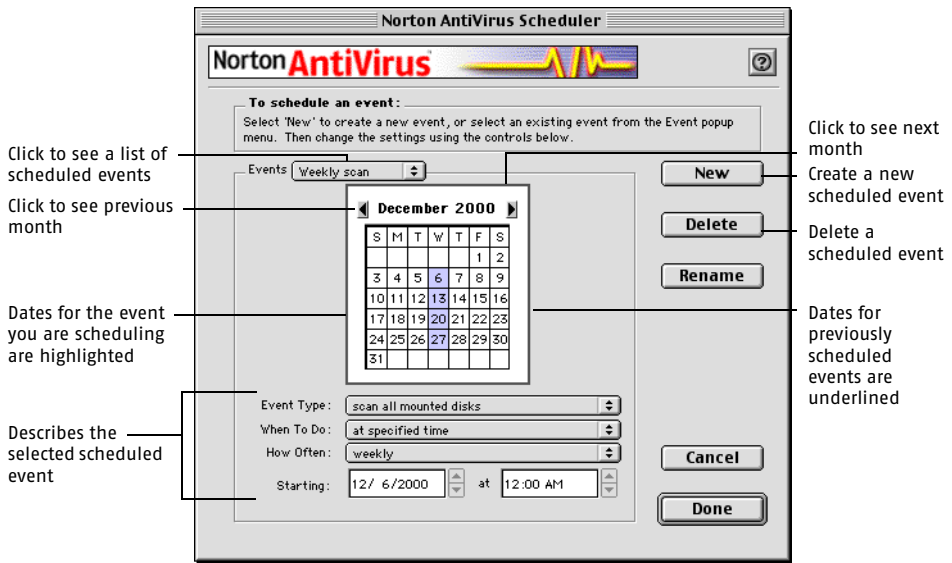 Norton AntiVirus Scheduler
Norton AntiVirus
To schedule an event:
Select 'New' to create a new event, or select an existing event from the Event popup
menu. Then change the settings using the controls below.
Click to see a list of
scheduled events
Click to see previous
month
Dates for the event
you are scheduling
are highlighted
Describes the
selected scheduled
event
Events Weekly scan
December 2000
S M T W T F S
1 2
3 4 5 6 7 8 9
10 11 12 13 14 15 16
17 18 19 20 21 22 23
24 25 26 27 28 29 30
31
Event Type: scan all mounted disks
When To Do: at specified time
How Often: weekly
Starting: 12/ 6/2000 at 12:00 AM
New
Delete
Rename
Cancel
Done
?
Click to see next
month
Create a new
scheduled event
Delete a
scheduled event
Dates for
previously
scheduled
events are
underlined